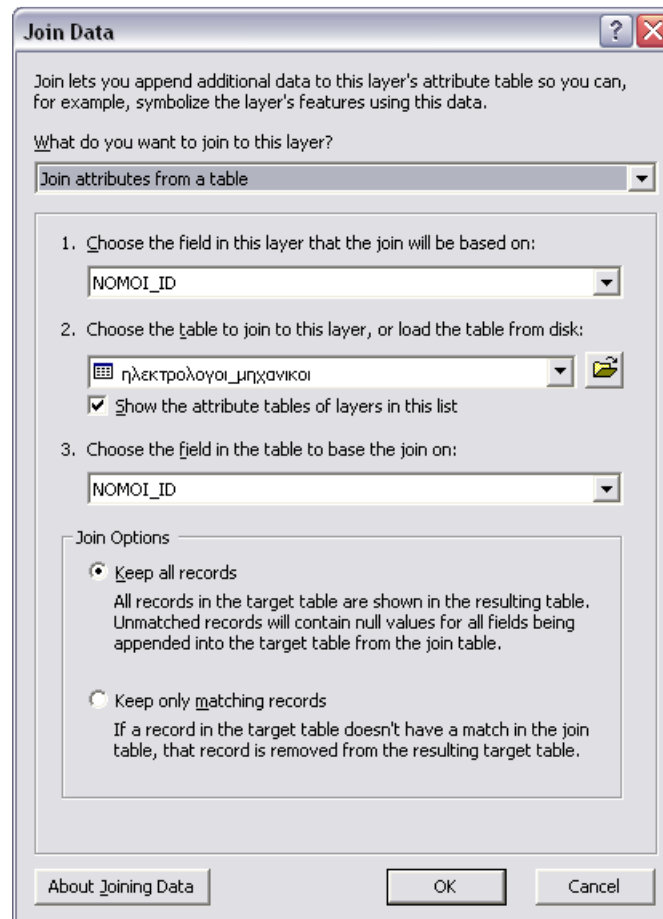 Join Data
Join lets you append additional data to this layer's attribute table so you can,
for example, symbolize the layer's features using this data.
What do you want to join to this layer?
Join attributes from a table
1. Choose the field in this layer that the join will be based on:
NOMOI_ID
2. Choose the table to join to this layer, or load the table from disk:
ηλεκτρολογοι_μηχανικοι
Show the attribute tables of layers in this list
3. Choose the field in the table to base the join on:
NOMOI_ID
Join Options
Keep all records
All records in the target table are shown in the resulting table.
Unmatched records will contain null values for all fields being
appended into the target table from the join table.
Keep only matching records
If a record in the target table doesn't have a match in the join
table, that record is removed from the resulting target table.
About Joining Data
OK
Cancel